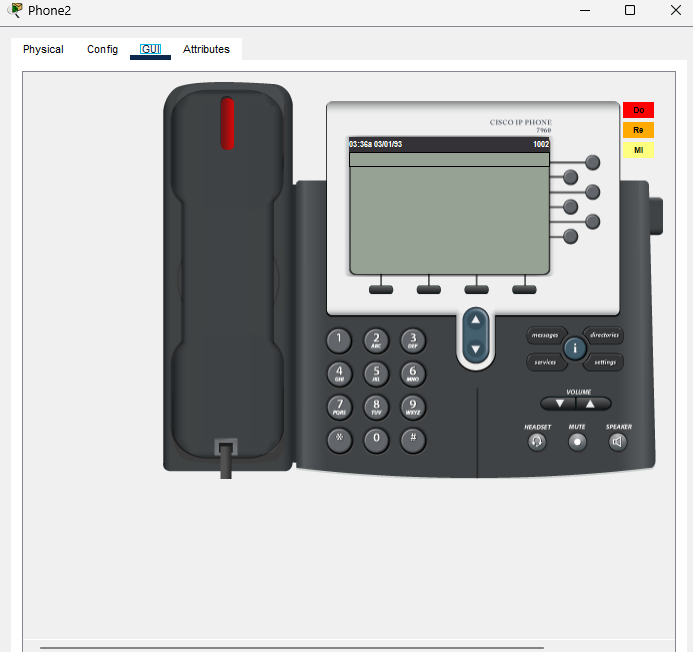 Phone2
Physical Config GUI Attributes
CISCO IP PHONE
7960
03:36a 03/01/93 1002
Do
Re
Mi
1 2 ABC 3 DEF
4 GHI 5 JKL 6 MNO
7 PQRS 8 TUV 9 WXYZ
* 0 #
messages directories
i
services settings
VOLUME
HEADSET MUTE SPEAKER